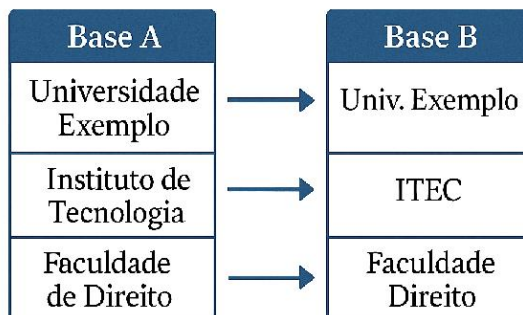 Base A
Base B
Universidade
Exemplo
Univ. Exemplo
Instituto de
Tecnologia
ITEC
Faculdade
de Direito
Faculdade
Direito